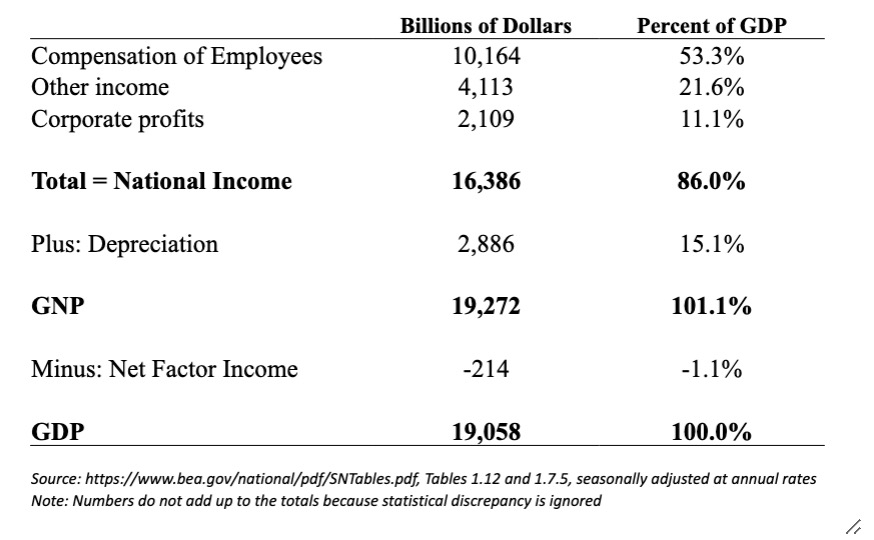 Billions of Dollars Percent of GDP
Compensation of Employees 10,164 53.3%
Other income 4,113 21.6%
Corporate profits 2,109 11.1%
Total = National Income 16,386 86.0%
Plus: Depreciation 2,886 15.1%
GNP 19,272 101.1%
Minus: Net Factor Income -214 -1.1%
GDP 19,058 100.0%
Source: https://www.bea.gov/national/pdf/SNTables.pdf, Tables 1.12 and 1.7.5, seasonally adjusted at annual rates
Note: Numbers do not add up to the totals because statistical discrepancy is ignored